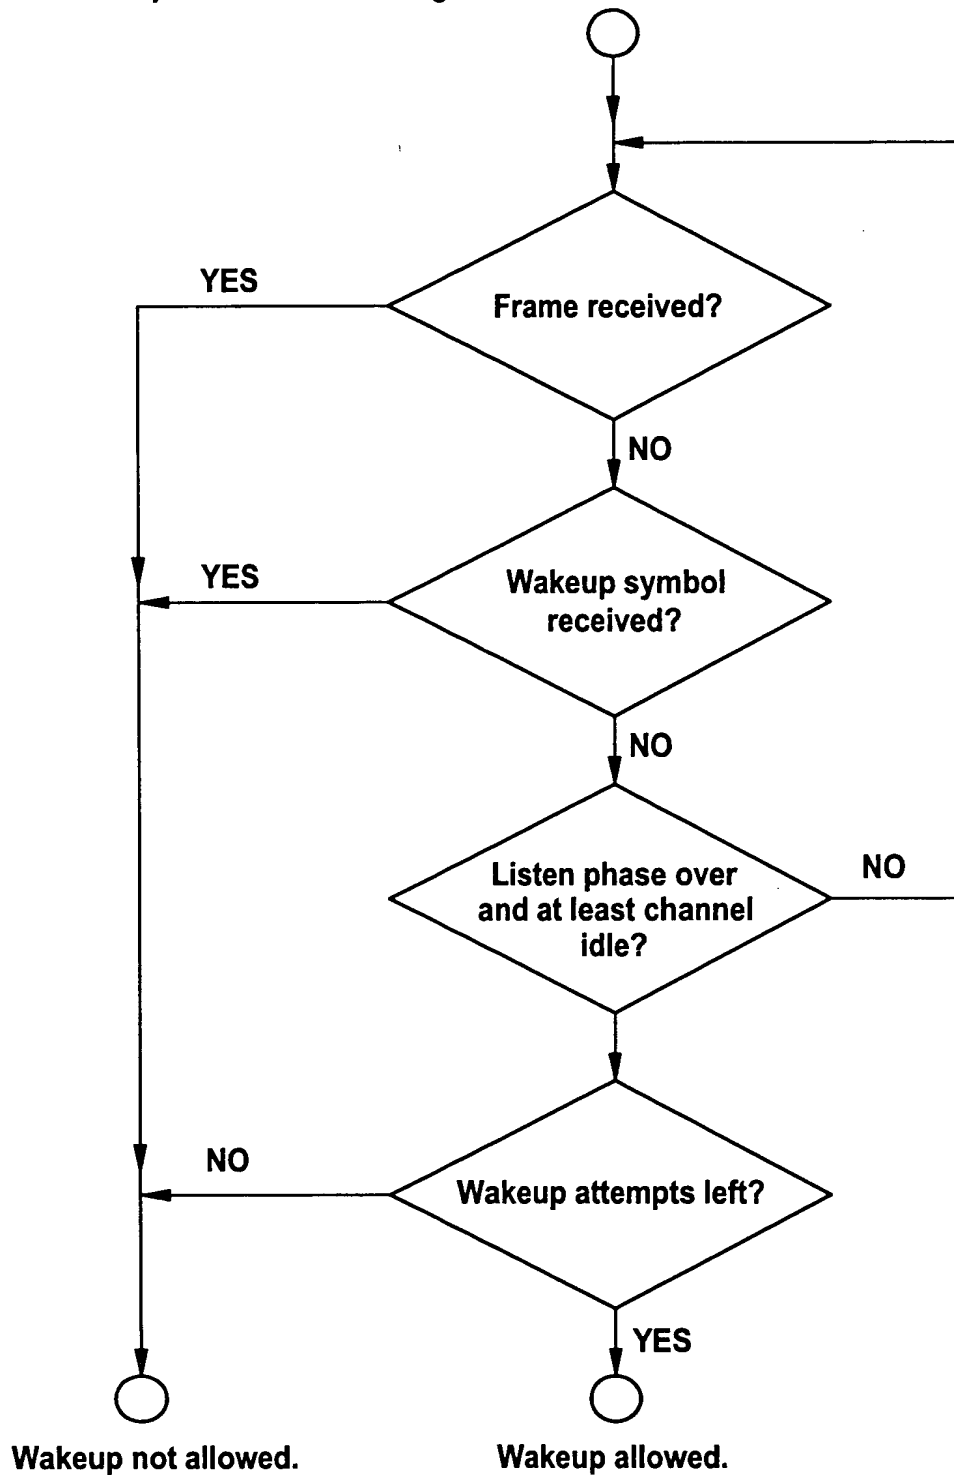 YES
Frame received?
NO
YES
Wakeup symbol
received?
NO
Listen phase over
and at least channel
idle?
NO
NO
Wakeup attempts left?
YES
Wakeup not allowed.
Wakeup allowed.